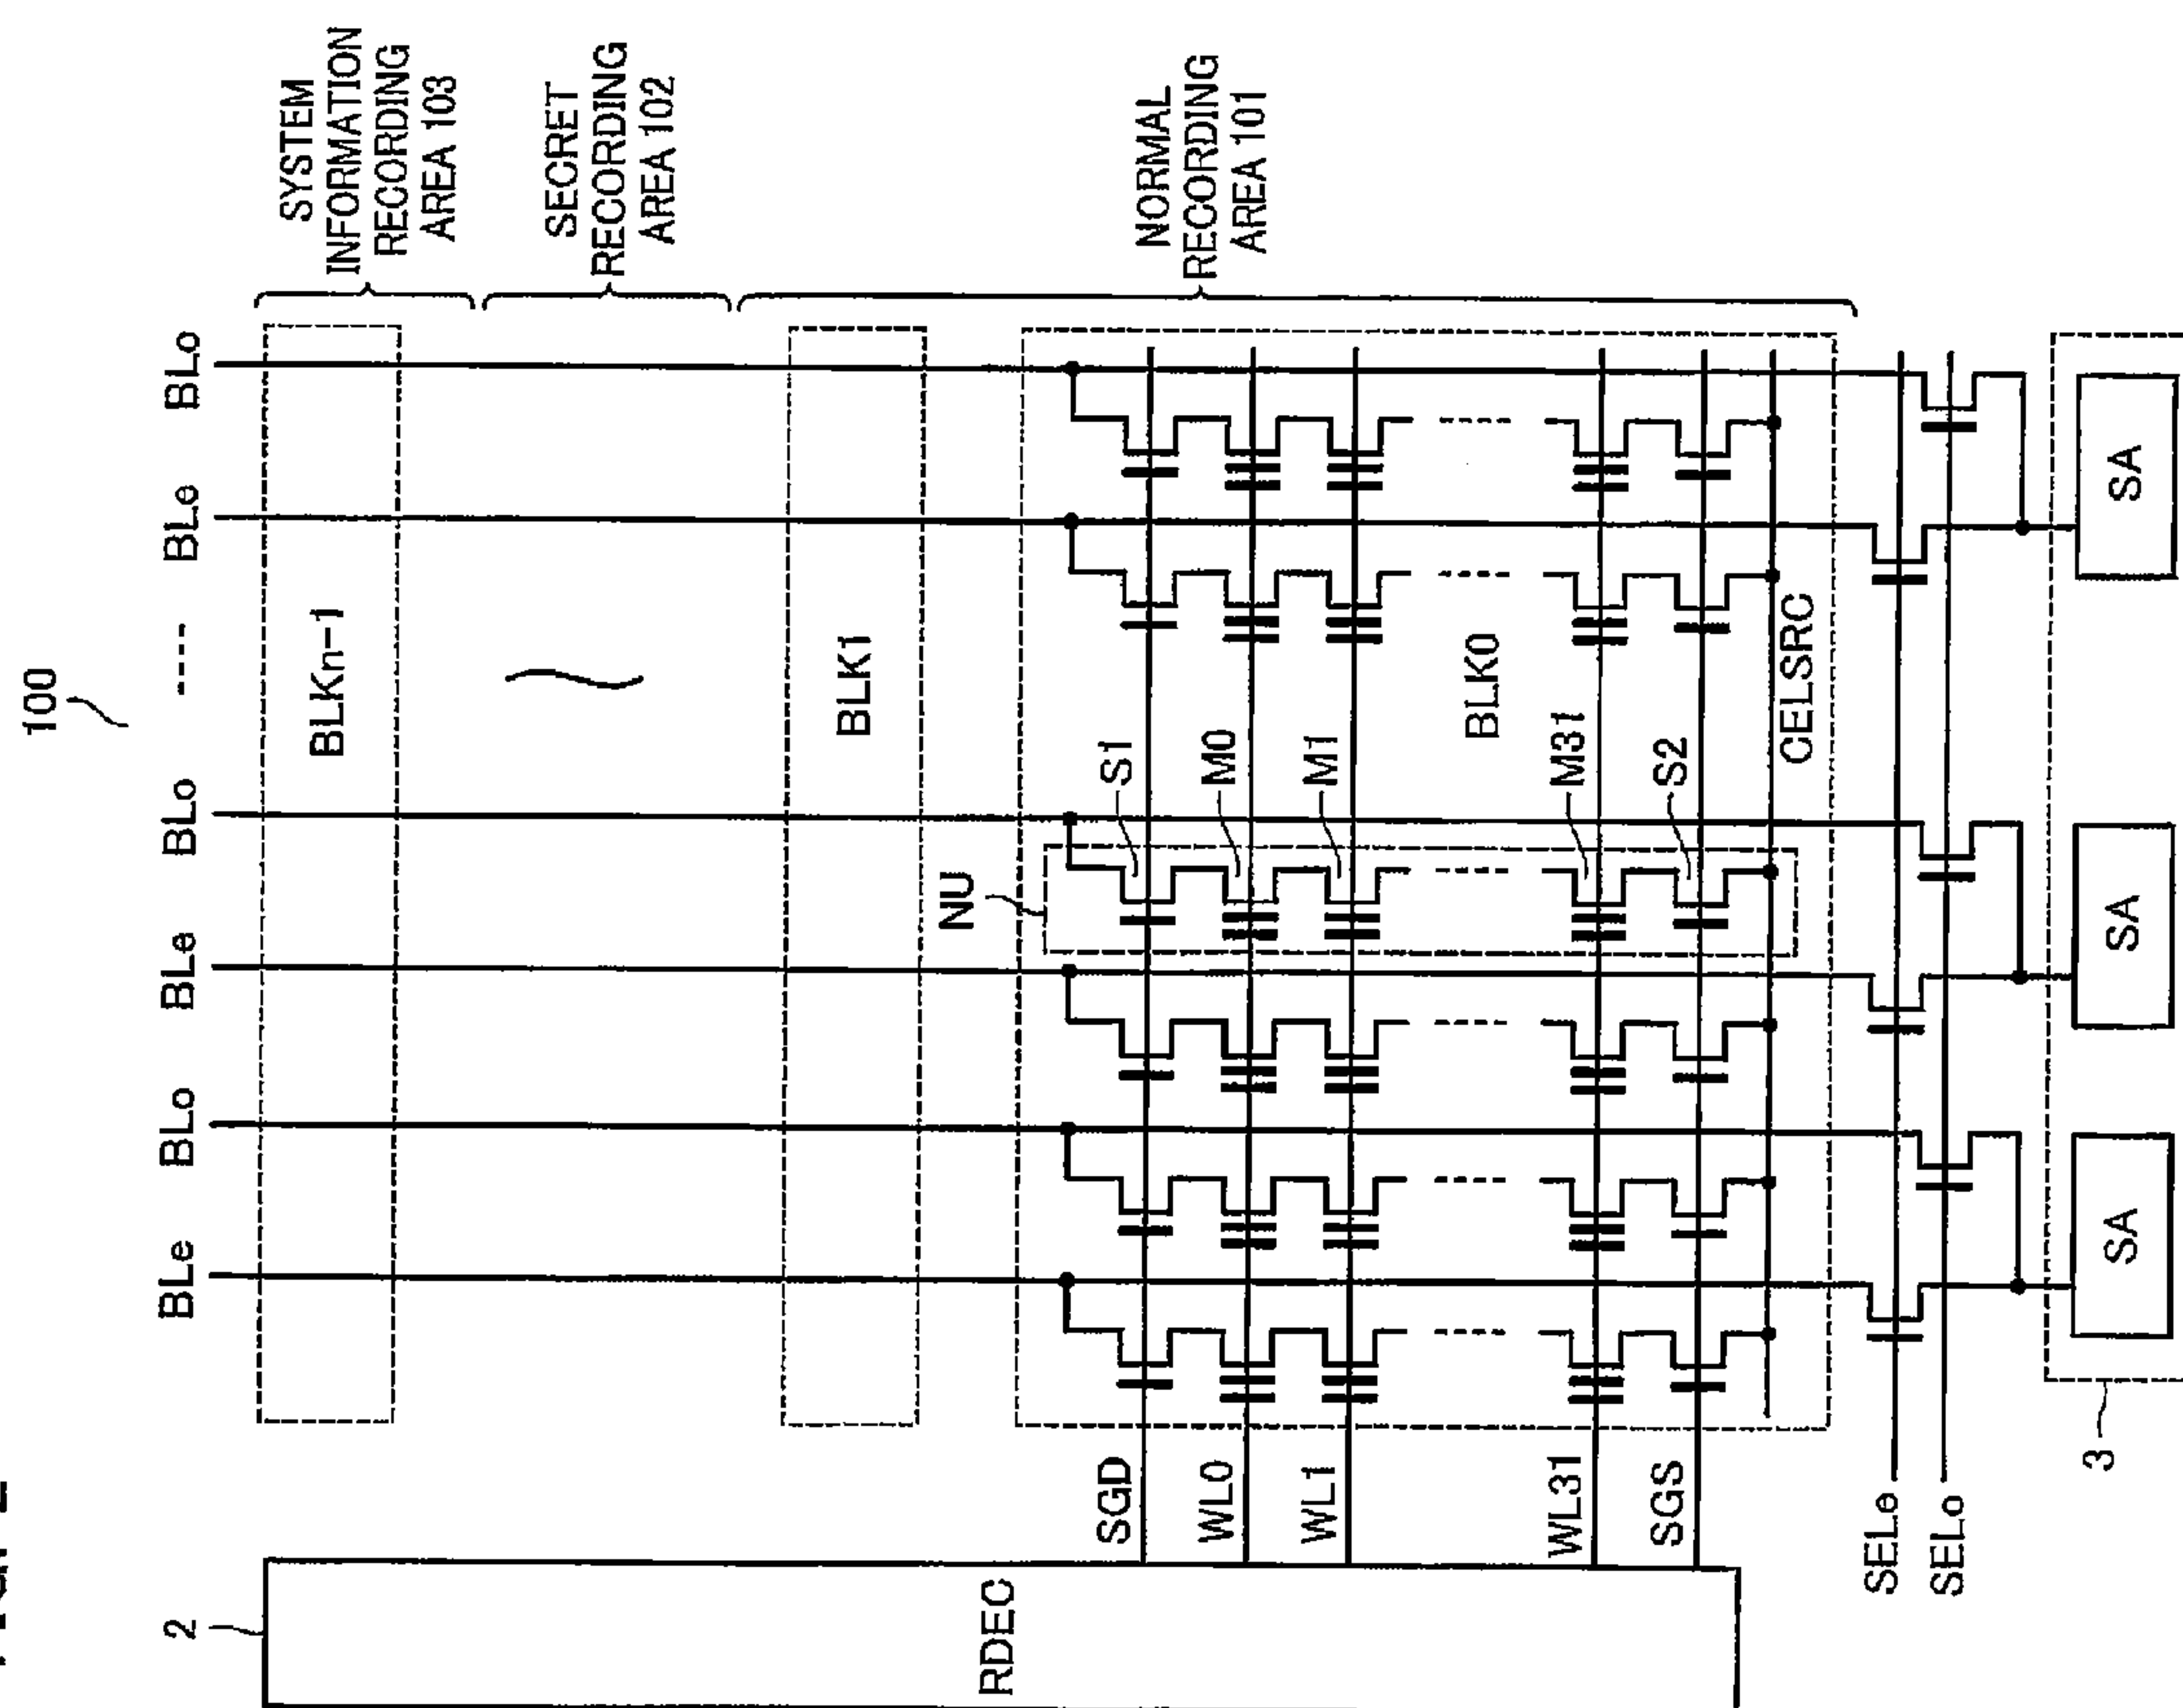 100
BLe
BLo
BLe
BLo
----
BLe
BLo
SYSTEM
INFORMATION
RECORDING
AREA 103
SECRET
RECORDING
AREA 102
NORMAL
RECORDING
AREA 101
BLKn-1
BLK1
BLK0
NU
S1
M0
M1
M31
S2
CELSRC
2
RDEC
SGD
WL0
WL1
WL31
SGS
SELe
SELo
3
SA
SA
SA